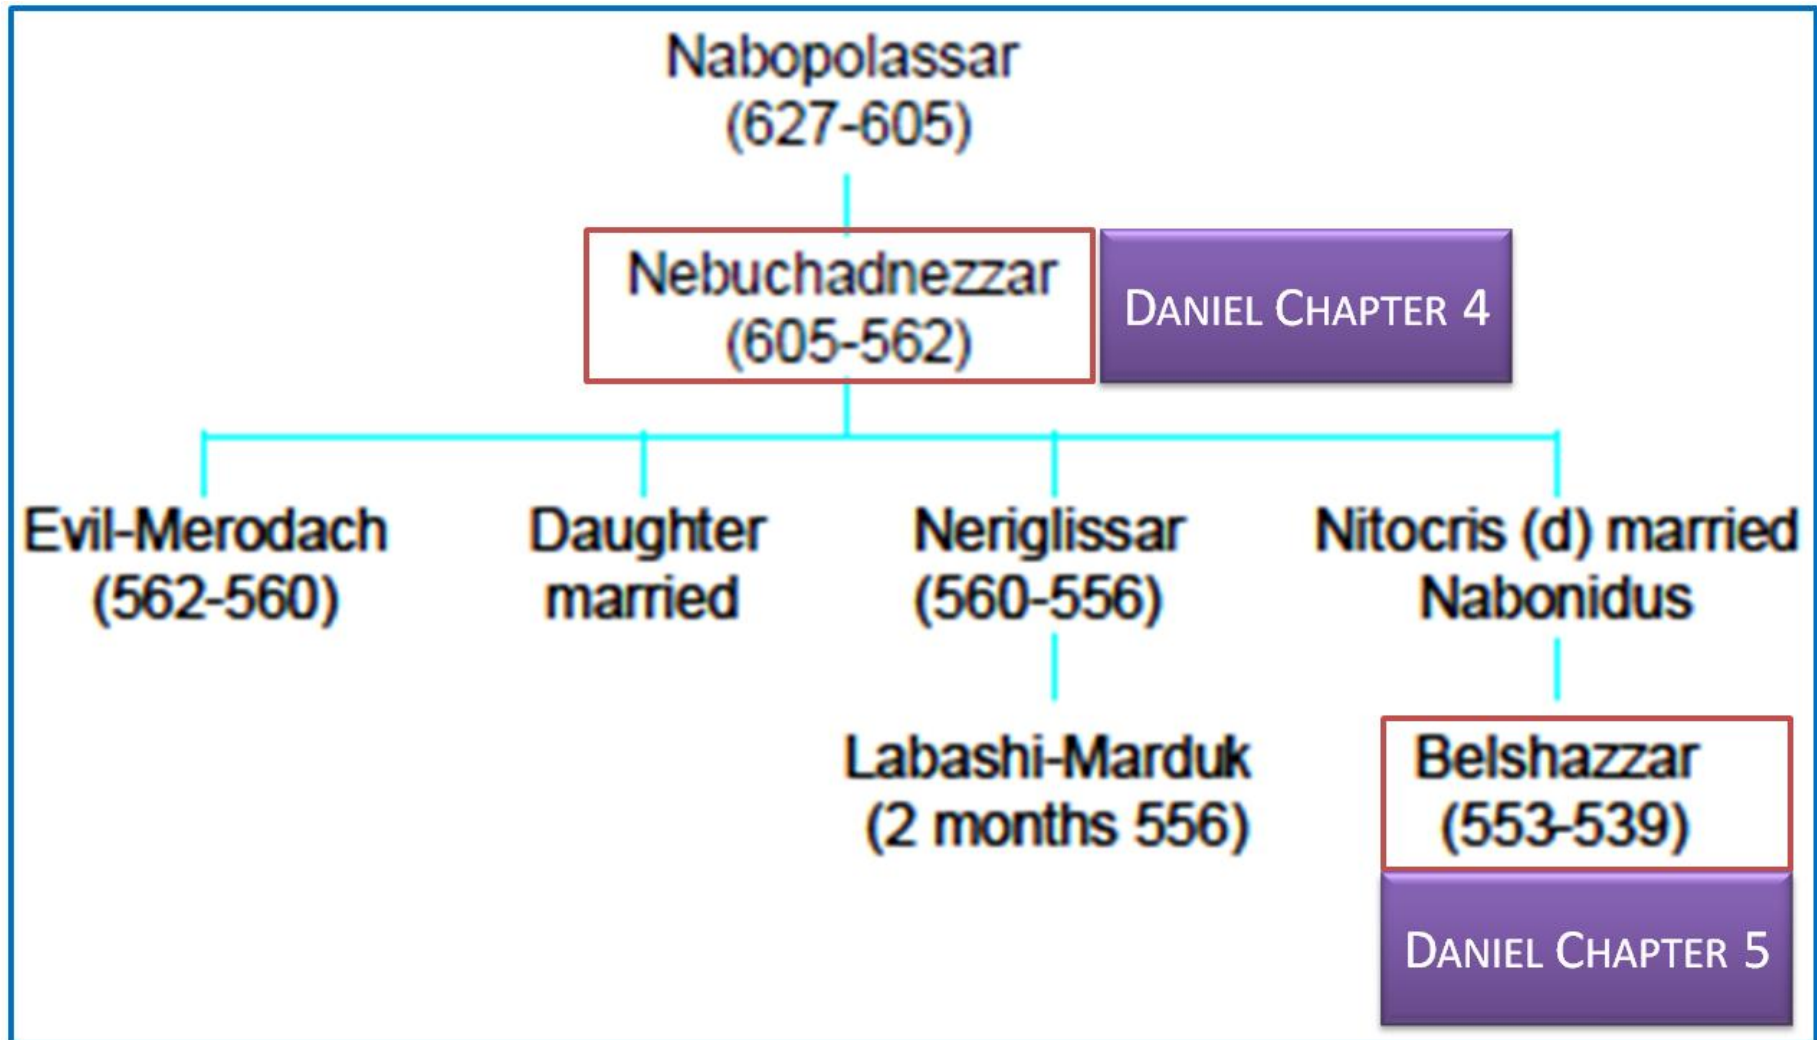 Nabopolassar
(627-605)
Nebuchadnezzar
(605-562)
DANIEL CHAPTER 4
Evil-Merodach
(562-560)
Daughter
married
Neriglissar
(560-556)
Nitocris (d) married
Nabonidus
Labashi-Marduk
(2 months 556)
Belshazzar
(553-539)
DANIEL CHAPTER 5